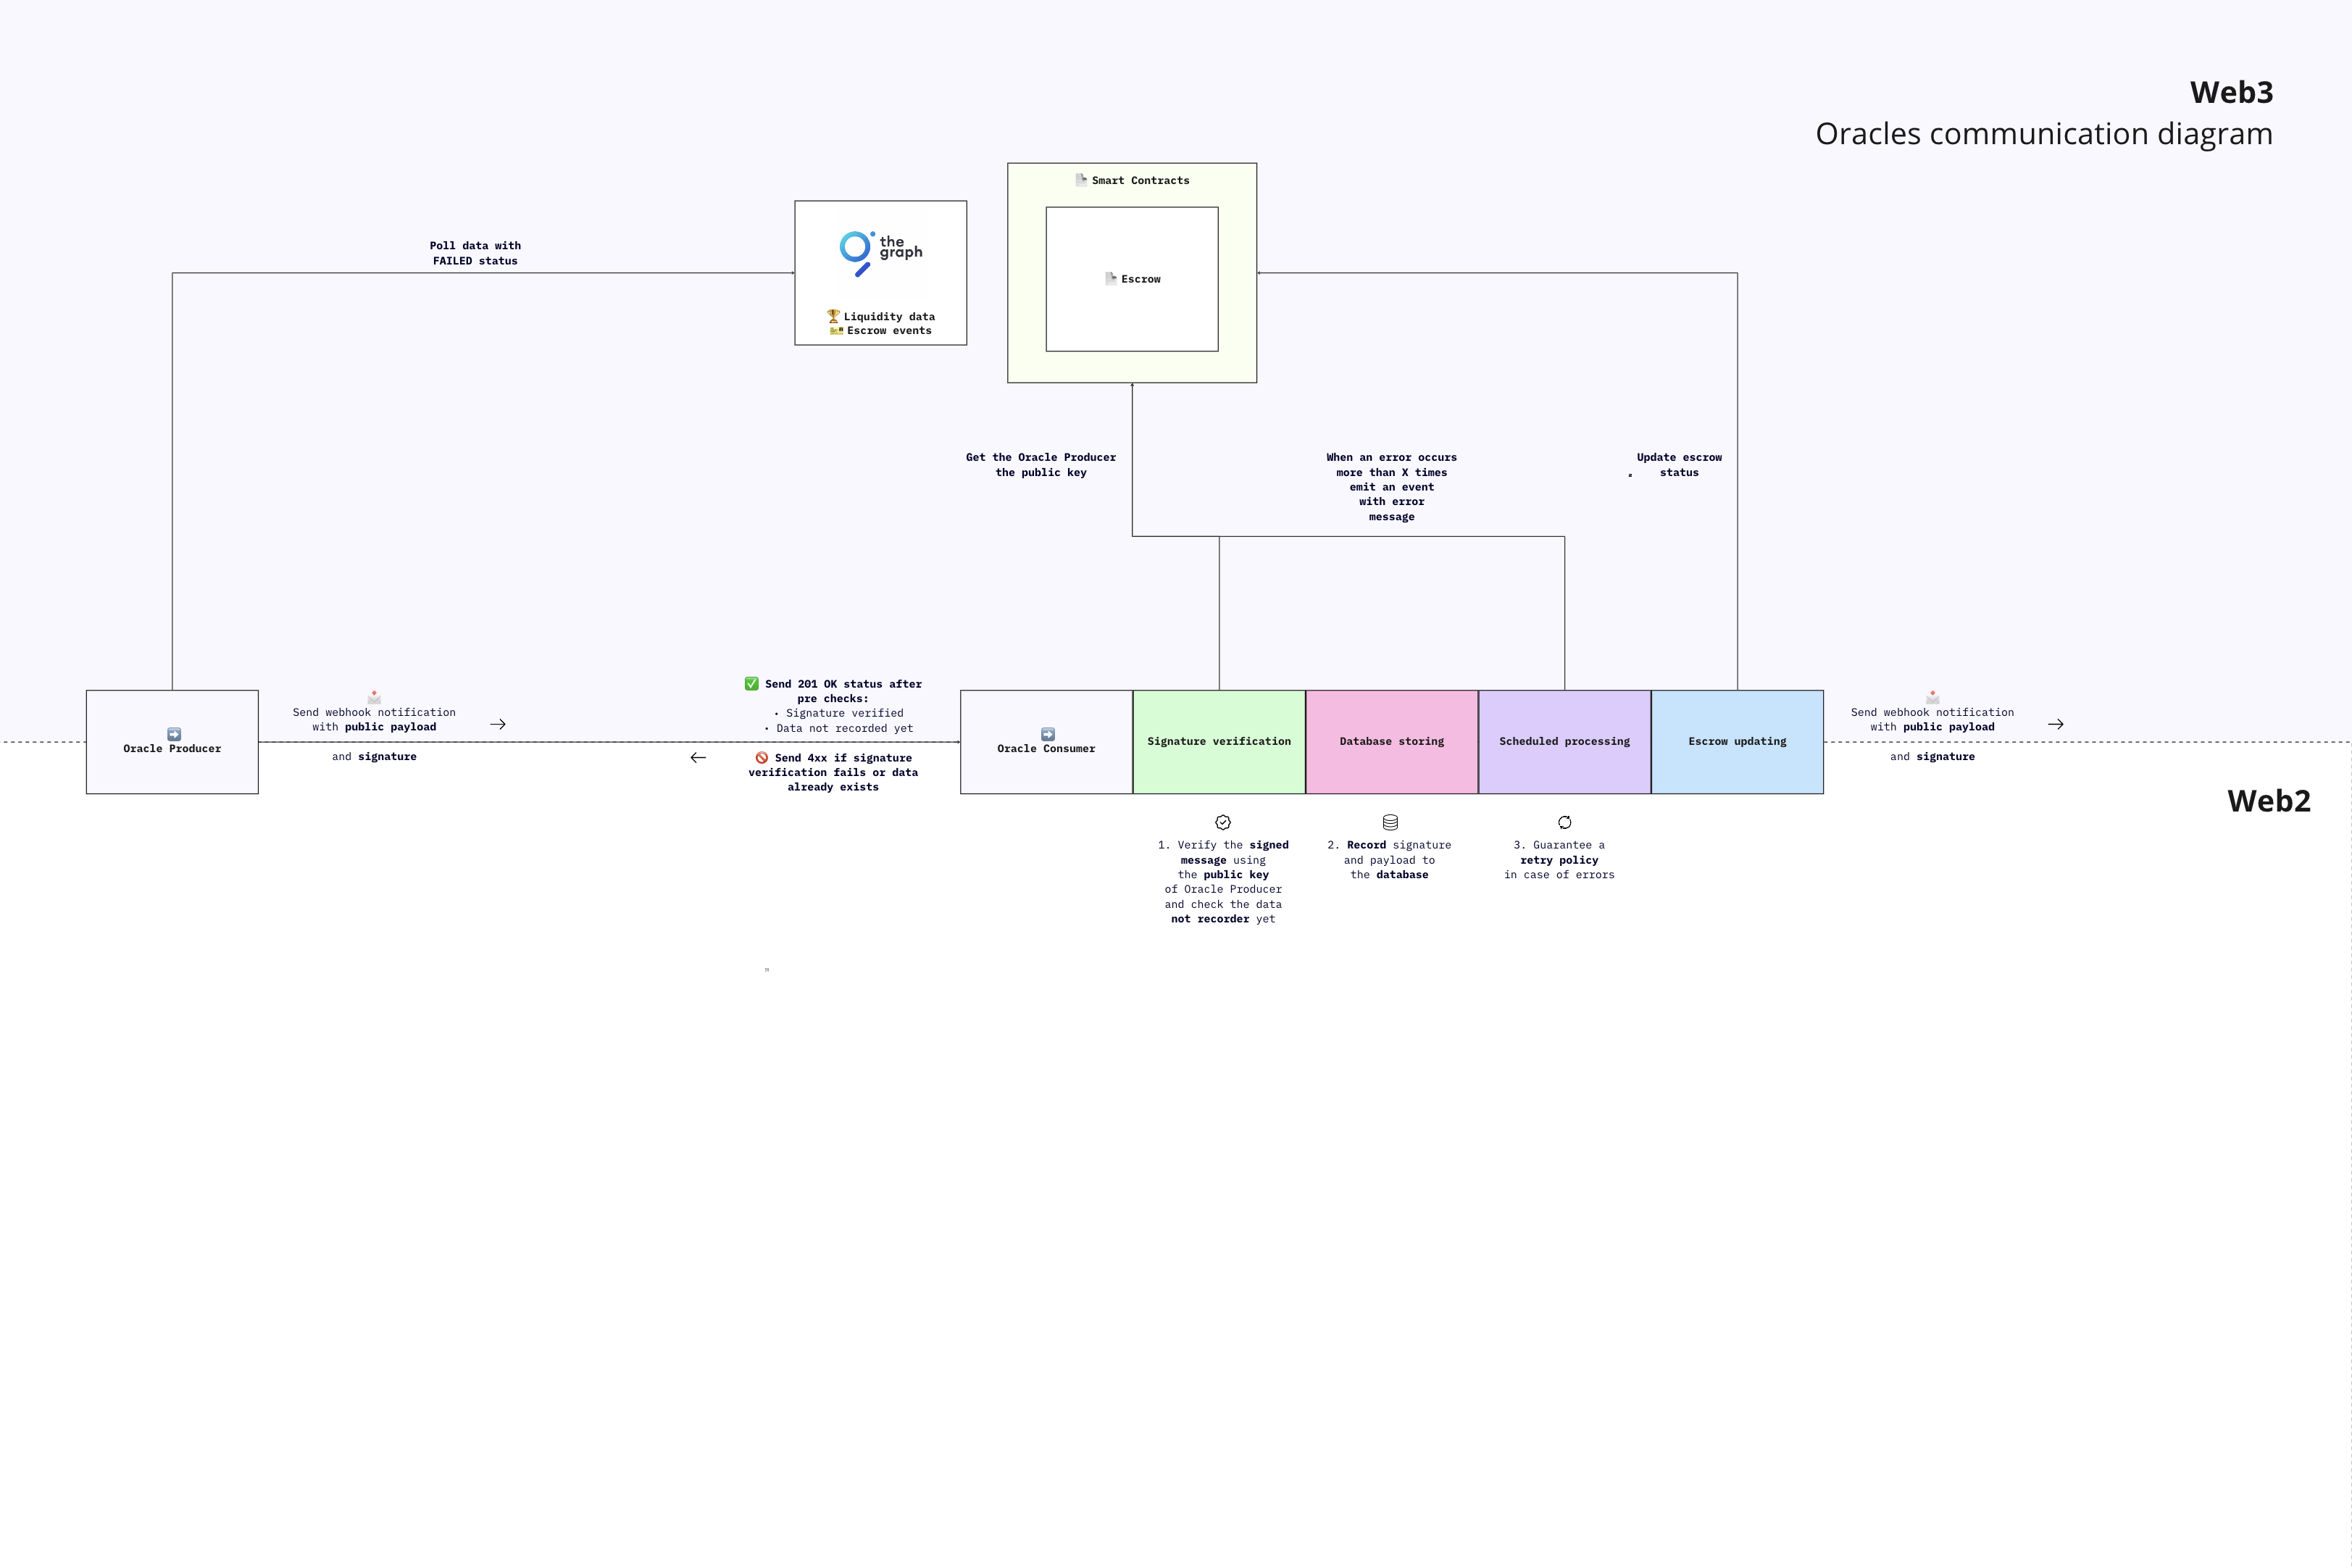 Web3
Oracles communication diagram
Smart Contracts
the
graph
Liquidity data
Escrow events
Escrow
Poll data with
FAILED status
Get the Oracle Producer
the public key
When an error occurs
more than X times
emit an event
with error
message
Update escrow
status
Oracle Producer
Send webhook notification
with public payload
and signature
Send 201 OK status after
pre checks:
• Signature verified
• Data not recorded yet
Send 4xx if signature
verification fails or data
already exists
Oracle Consumer
Signature verification
Database storing
Scheduled processing
Escrow updating
Send webhook notification
with public payload
and signature
Web2
1. Verify the signed
message using
the public key
of Oracle Producer
and check the data
not recorder yet
2. Record signature
and payload to
the database
3. Guarantee a
retry policy
in case of errors
"